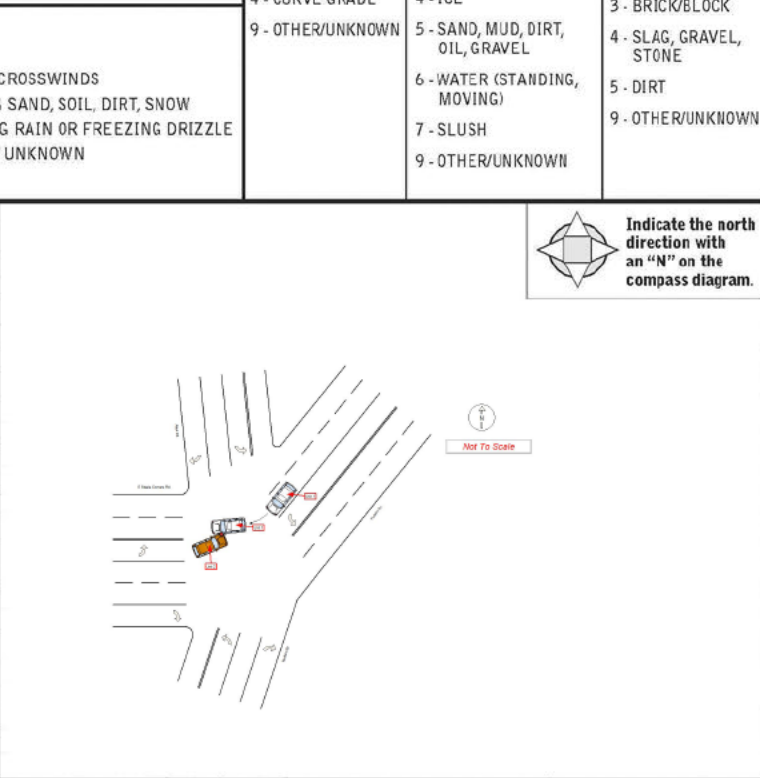 4 - CURVE GRADE
9 - OTHER/UNKNOWN
4 - ICE
5 - SAND, MUD, DIRT,
OIL, GRAVEL
6 - WATER (STANDING,
MOVING)
7 - SLUSH
9 - OTHER/UNKNOWN
3 - BRICK/BLOCK
4 - SLAG, GRAVEL,
STONE
5 - DIRT
9 - OTHER/UNKNOWN
CROSSWINDS
SAND, SOIL, DIRT, SNOW
G RAIN OR FREEZING DRIZZLE
UNKNOWN
Indicate the north
direction with
an “N” on the
compass diagram.
N
Not To Scale